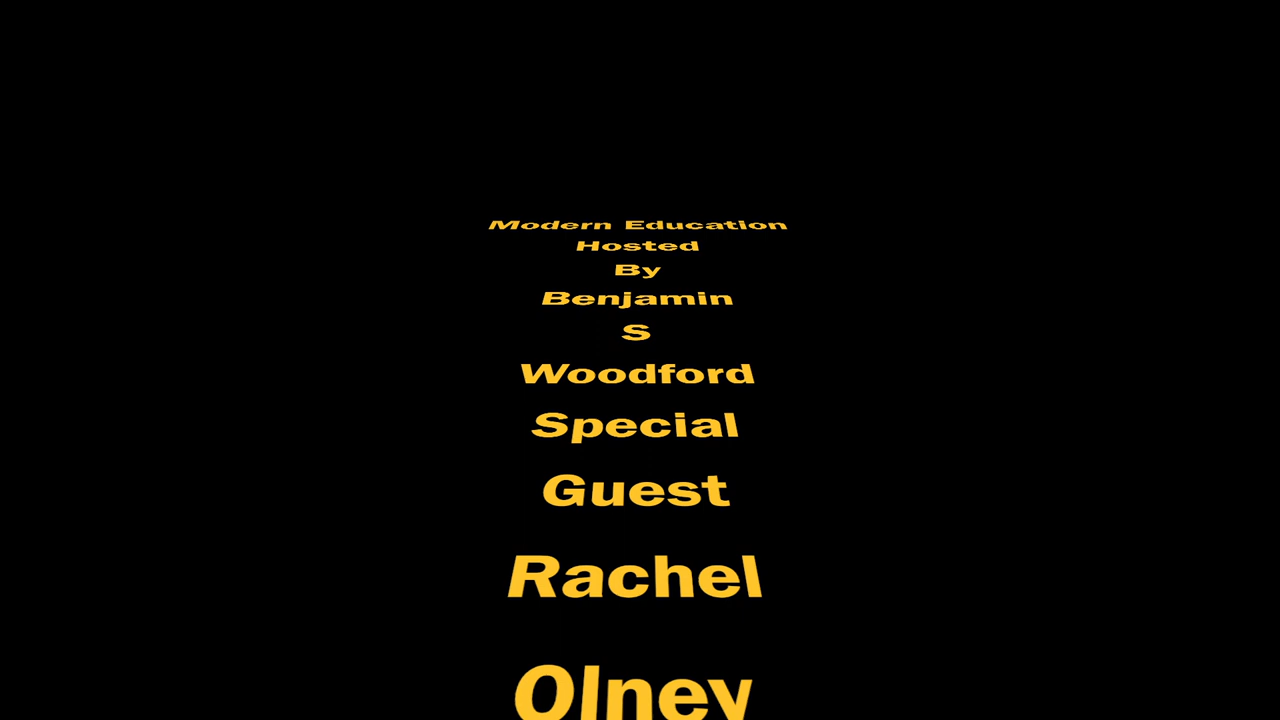 Modern Education
Hosted
By
Benjamin
S
Woodford
Special
Guest
Rachel
Olney